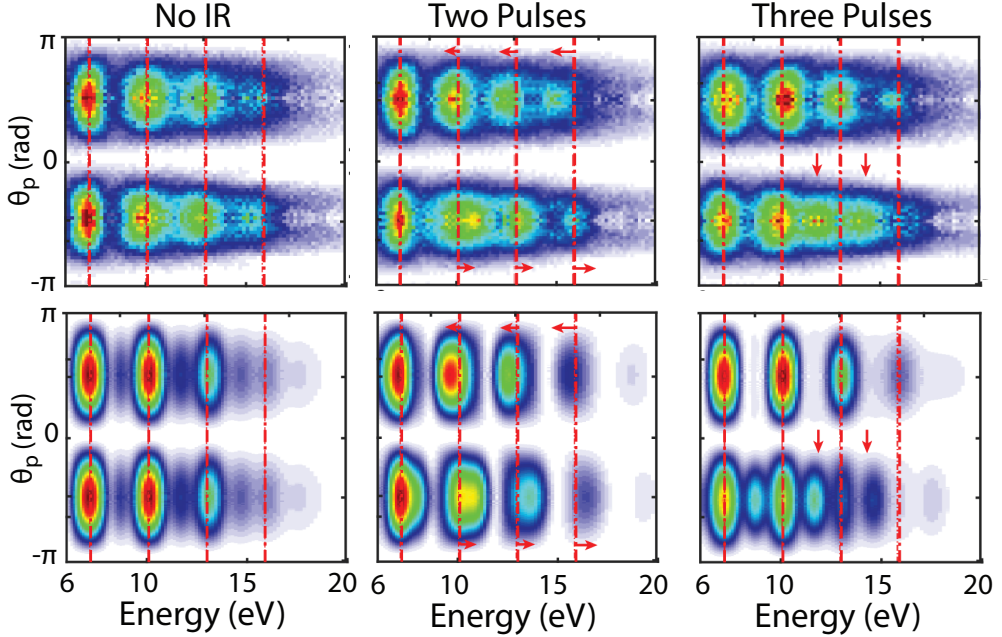 No IR Two Pulses Three Pulses
π
θp (rad)
0
-π
π
θp (rad)
0
-π
6 10 15 20 6 10 15 20 6 10 15 20
Energy (eV) Energy (eV) Energy (eV)